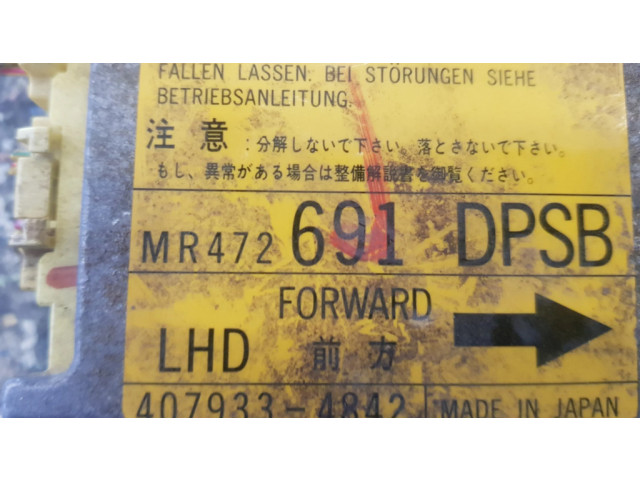 FALLEN LASSEN. BEI STÖRUNGEN SIEHE
BETRIEBSANLEITUNG.
注意:分解しないで下さい。落とさないで下さい。
もし、異常がある場合は整備解説書を御覧ください。
MR472691 DPSB
FORWARD
LHD 前方
407933-4842 MADE IN JAPAN